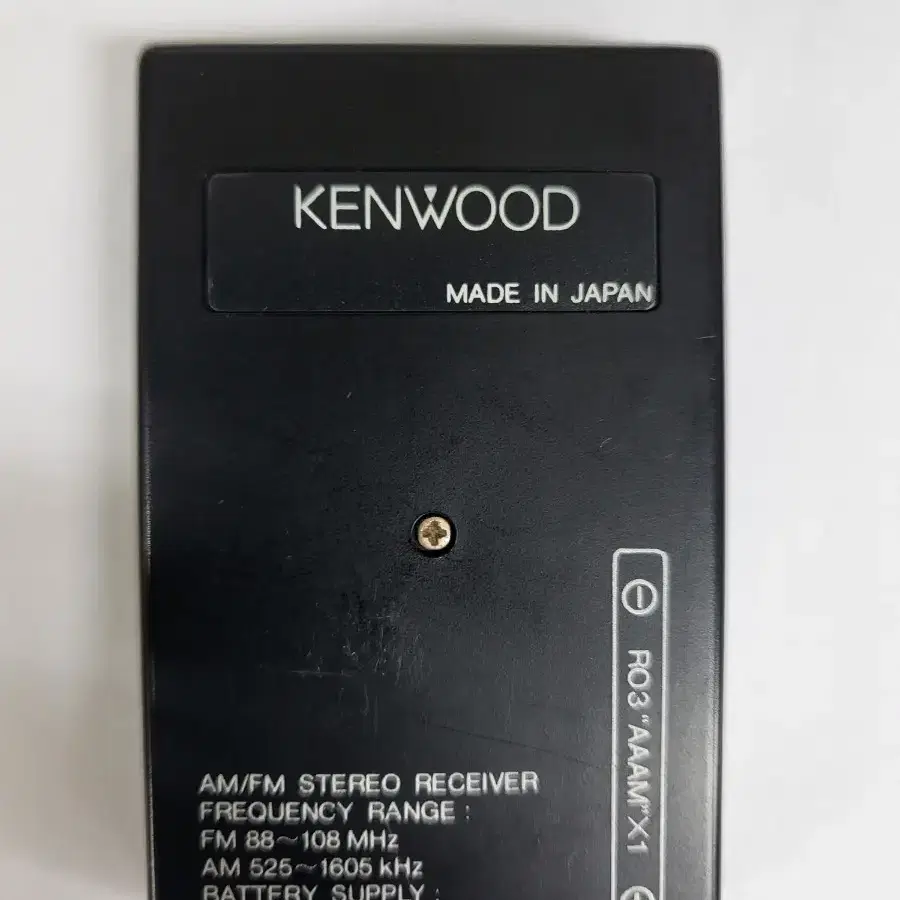 KENWOOD
MADE IN JAPAN
⊖ R03 "AAAM"X1
AM/FM STEREO RECEIVER
FREQUENCY RANGE :
FM 88~108 MHz
AM 525~1605 kHz
BATTERY SUPPLY :